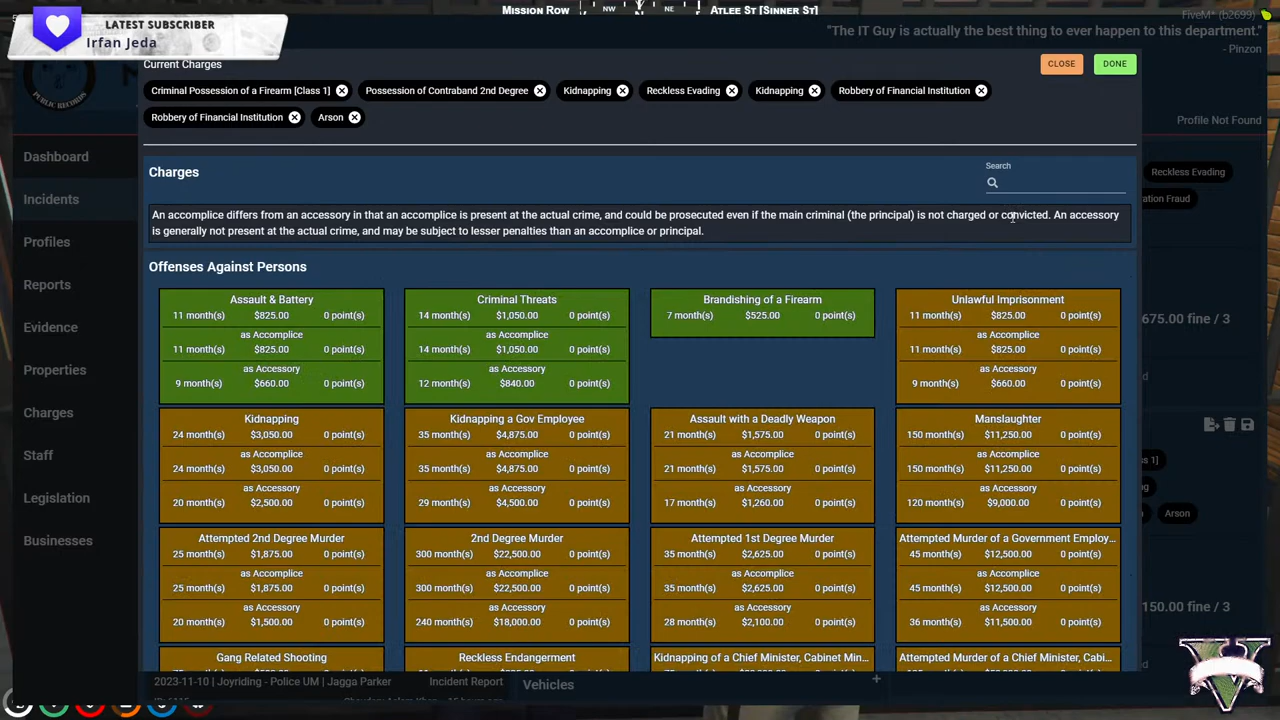 Mission Row NW NE Atlee St [Sinner St]
FiveM* (b2699)
LATEST SUBSCRIBER
Irfan Jeda
"The IT Guy is actually the best thing to ever happen to this department."
- Pinzon
PUBLIC RECORDS
Current Charges
CLOSE DONE
Criminal Possession of a Firearm [Class 1] Possession of Contraband 2nd Degree Kidnapping Reckless Evading Kidnapping Robbery of Financial Institution
Robbery of Financial Institution Arson
Profile Not Found
Dashboard
Incidents
Profiles
Reports
Evidence
Properties
Charges
Staff
Legislation
Businesses
Charges
Search
An accomplice differs from an accessory in that an accomplice is present at the actual crime, and could be prosecuted even if the main criminal (the principal) is not charged or convicted. An accessory
is generally not present at the actual crime, and may be subject to lesser penalties than an accomplice or principal.
Offenses Against Persons
Assault & Battery
11 month(s) $825.00 0 point(s)
as Accomplice
11 month(s) $825.00 0 point(s)
as Accessory
9 month(s) $660.00 0 point(s)
Criminal Threats
14 month(s) $1,050.00 0 point(s)
as Accomplice
14 month(s) $1,050.00 0 point(s)
as Accessory
12 month(s) $840.00 0 point(s)
Brandishing of a Firearm
7 month(s) $525.00 0 point(s)
Unlawful Imprisonment
11 month(s) $825.00 0 point(s)
as Accomplice
11 month(s) $825.00 0 point(s)
as Accessory
9 month(s) $660.00 0 point(s)
Kidnapping
24 month(s) $3,050.00 0 point(s)
as Accomplice
24 month(s) $3,050.00 0 point(s)
as Accessory
20 month(s) $2,500.00 0 point(s)
Kidnapping a Gov Employee
35 month(s) $4,875.00 0 point(s)
as Accomplice
35 month(s) $4,875.00 0 point(s)
as Accessory
29 month(s) $4,500.00 0 point(s)
Assault with a Deadly Weapon
21 month(s) $1,575.00 0 point(s)
as Accomplice
21 month(s) $1,575.00 0 point(s)
as Accessory
17 month(s) $1,260.00 0 point(s)
Manslaughter
150 month(s) $11,250.00 0 point(s)
as Accomplice
150 month(s) $11,250.00 0 point(s)
as Accessory
120 month(s) $9,000.00 0 point(s)
Attempted 2nd Degree Murder
25 month(s) $1,875.00 0 point(s)
as Accomplice
25 month(s) $1,875.00 0 point(s)
as Accessory
20 month(s) $1,500.00 0 point(s)
2nd Degree Murder
300 month(s) $22,500.00 0 point(s)
as Accomplice
300 month(s) $22,500.00 0 point(s)
as Accessory
240 month(s) $18,000.00 0 point(s)
Attempted 1st Degree Murder
35 month(s) $2,625.00 0 point(s)
as Accomplice
35 month(s) $2,625.00 0 point(s)
as Accessory
28 month(s) $2,100.00 0 point(s)
Attempted Murder of a Government Employ...
45 month(s) $12,500.00 0 point(s)
as Accomplice
45 month(s) $12,500.00 0 point(s)
as Accessory
36 month(s) $11,500.00 0 point(s)
Gang Related Shooting
Reckless Endangerment
Kidnapping of a Chief Minister, Cabinet Min...
Attempted Murder of a Chief Minister, Cabi...
Reckless Evading
ation Fraud
675.00 fine / 3
1]
Arson
150.00 fine / 3
2023-11-10 | Joyriding - Police UM | Jagga Parker Incident Report
Vehicles +